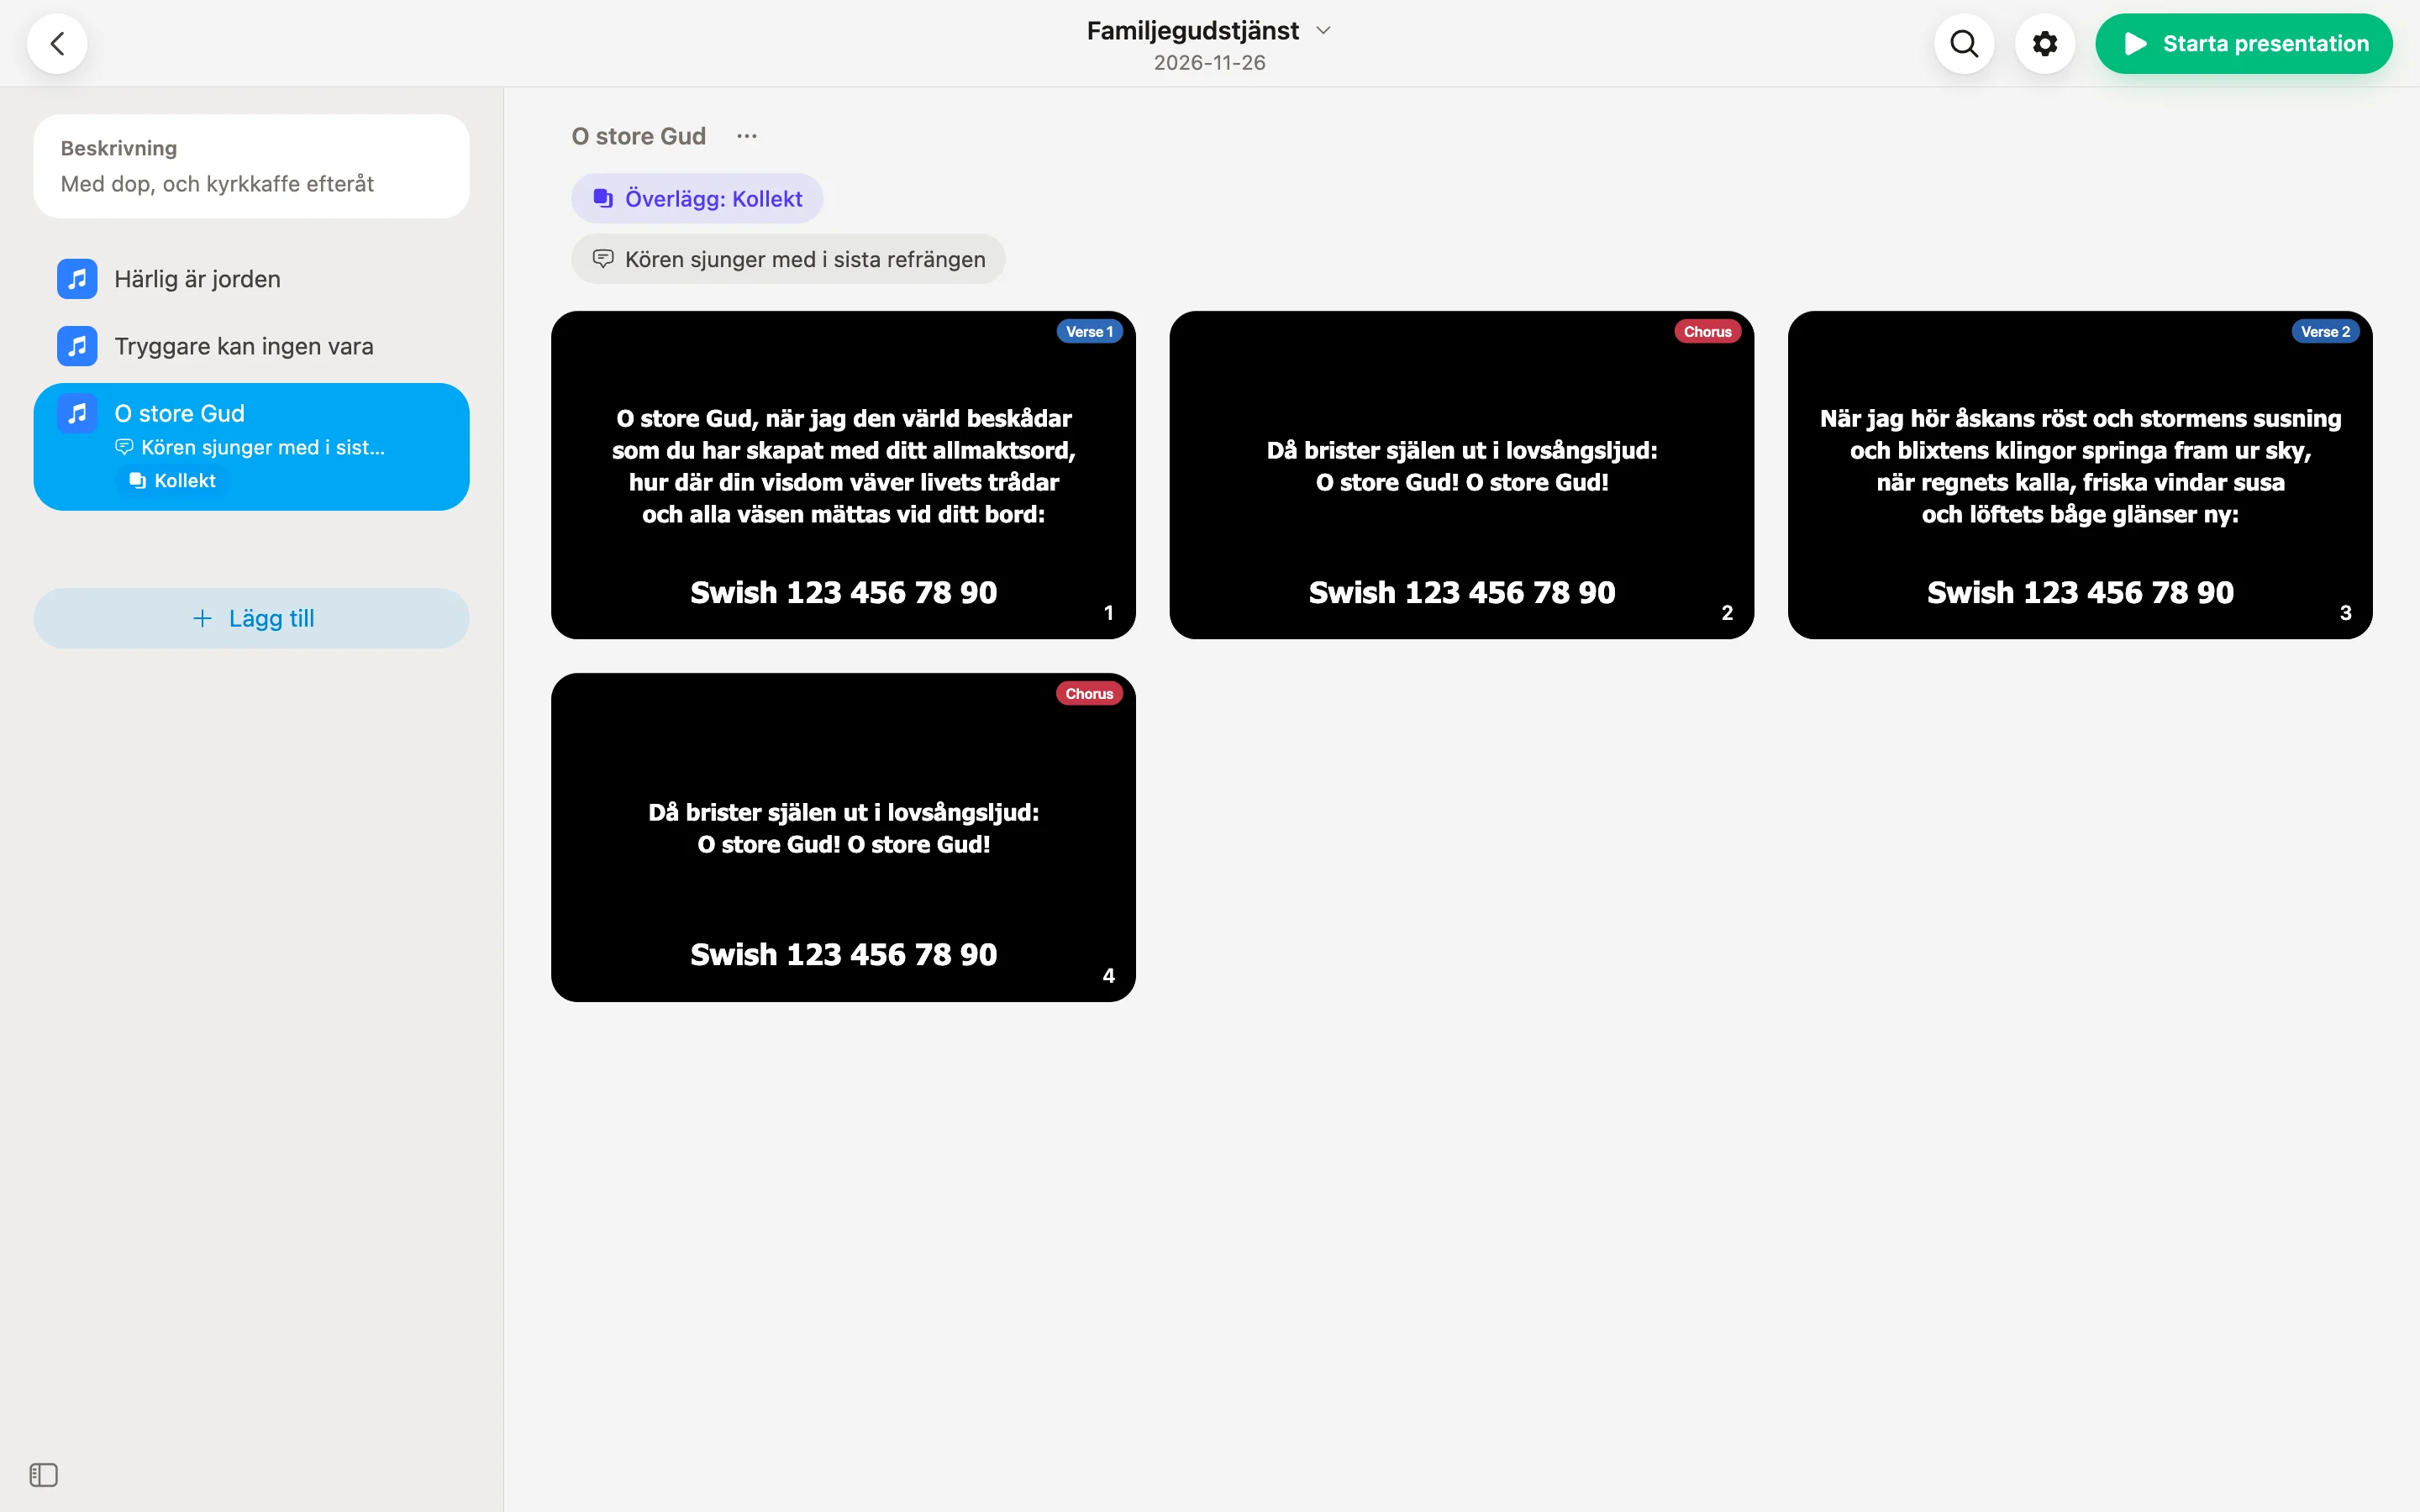 Familjegudstjänst
2026-11-26
Starta presentation
Beskrivning
Med dop, och kyrkkaffe efteråt
Härlig är jorden
Tryggare kan ingen vara
O store Gud
Kören sjunger med i sist...
Kollekt
Lägg till
O store Gud
Överlägg: Kollekt
Kören sjunger med i sista refrängen
Verse 1
O store Gud, när jag den värld beskådar
som du har skapat med ditt allmaktsord,
hur där din visdom väver livets trådar
och alla väsen mättas vid ditt bord:
Swish 123 456 78 90
1
Chorus
Då brister själen ut i lovsångsljud:
O store Gud! O store Gud!
Swish 123 456 78 90
2
Verse 2
När jag hör åskans röst och stormens susning
och blixtens klingor springa fram ur sky,
när regnets kalla, friska vindar susa
och löftets båge glänser ny:
Swish 123 456 78 90
3
Chorus
Då brister själen ut i lovsångsljud:
O store Gud! O store Gud!
Swish 123 456 78 90
4